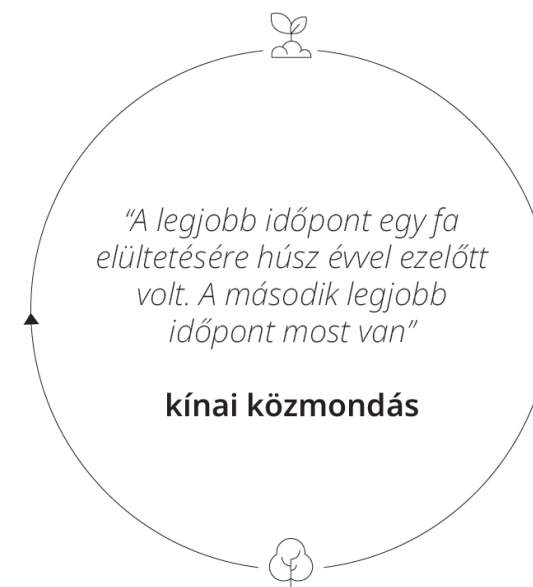 “A legjobb időpont egy fa
elültetésére húsz évvel ezelőtt
volt. A második legjobb
időpont most van”
kínai közmondás